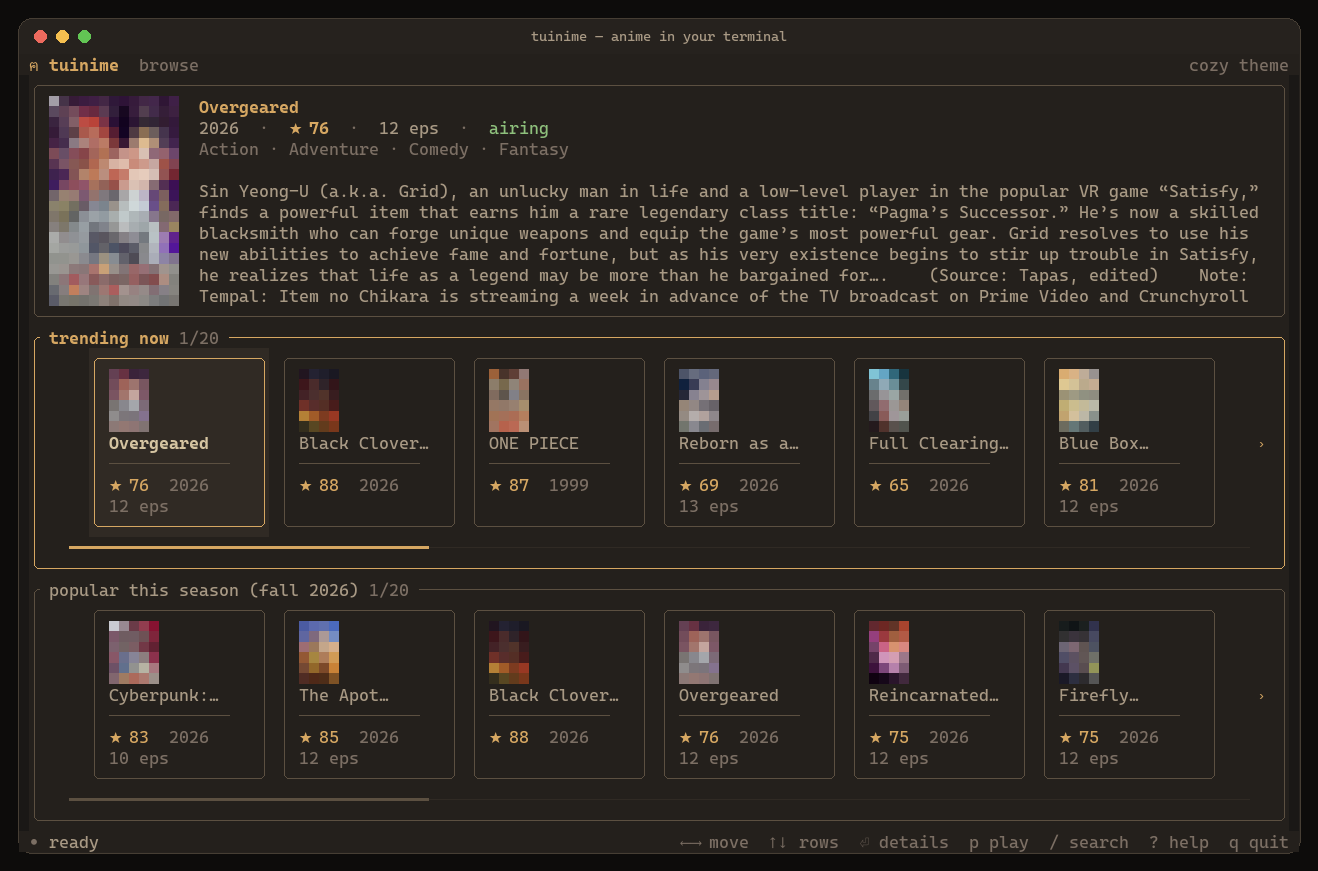 tuinime — anime in your terminal
tuinime browse cozy theme
Overgeared
2026 · ★ 76 · 12 eps · airing
Action · Adventure · Comedy · Fantasy
Sin Yeong-U (a.k.a. Grid), an unlucky man in life and a low-level player in the popular VR game “Satisfy,”
finds a powerful item that earns him a rare legendary class title: “Pagma’s Successor.” He’s now a skilled
blacksmith who can forge unique weapons and equip the game’s most powerful gear. Grid resolves to use his
new abilities to achieve fame and fortune, but as his very existence begins to stir up trouble in Satisfy,
he realizes that life as a legend may be more than he bargained for…. (Source: Tapas, edited) Note:
Tempal: Item no Chikara is streaming a week in advance of the TV broadcast on Prime Video and Crunchyroll
trending now 1/20
Overgeared Black Clover… ONE PIECE Reborn as a… Full Clearing… Blue Box… ›
★ 76 2026 ★ 88 2026 ★ 87 1999 ★ 69 2026 ★ 65 2026 ★ 81 2026
12 eps 13 eps 12 eps
popular this season (fall 2026) 1/20
Cyberpunk:… The Apot… Black Clover… Overgeared Reincarnated… Firefly… ›
★ 83 2026 ★ 85 2026 ★ 88 2026 ★ 76 2026 ★ 75 2026 ★ 75 2026
10 eps 12 eps 12 eps 12 eps 12 eps
• ready ←→ move ↑↓ rows ⏎ details p play / search ? help q quit